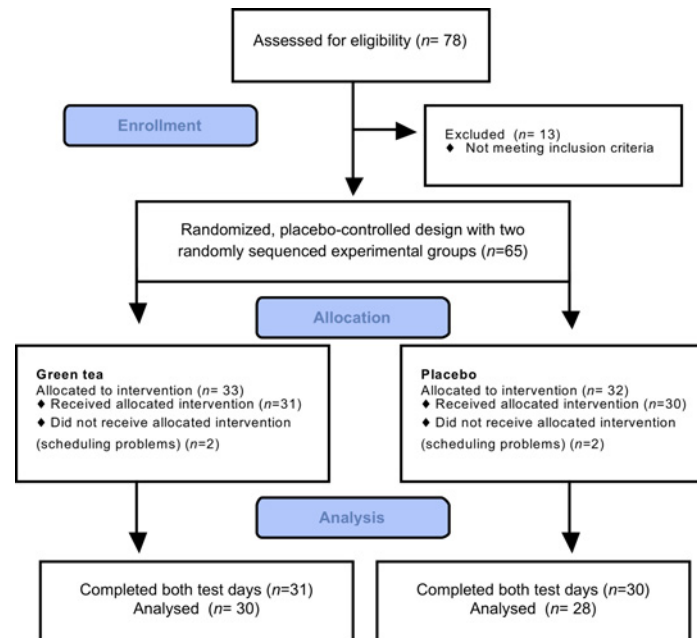 Assessed for eligibility (n= 78)
Enrollment
Excluded (n= 13)
♦ Not meeting inclusion criteria
Randomized, placebo-controlled design with two
randomly sequenced experimental groups (n=65)
Allocation
Green tea
Allocated to intervention (n= 33)
♦ Received allocated intervention (n=31)
♦ Did not receive allocated intervention
(scheduling problems) (n=2)
Placebo
Allocated to intervention (n= 32)
♦ Received allocated intervention (n=30)
♦ Did not receive allocated intervention
(scheduling problems) (n=2)
Analysis
Completed both test days (n=31)
Analysed (n= 30)
Completed both test days (n=30)
Analysed (n= 28)